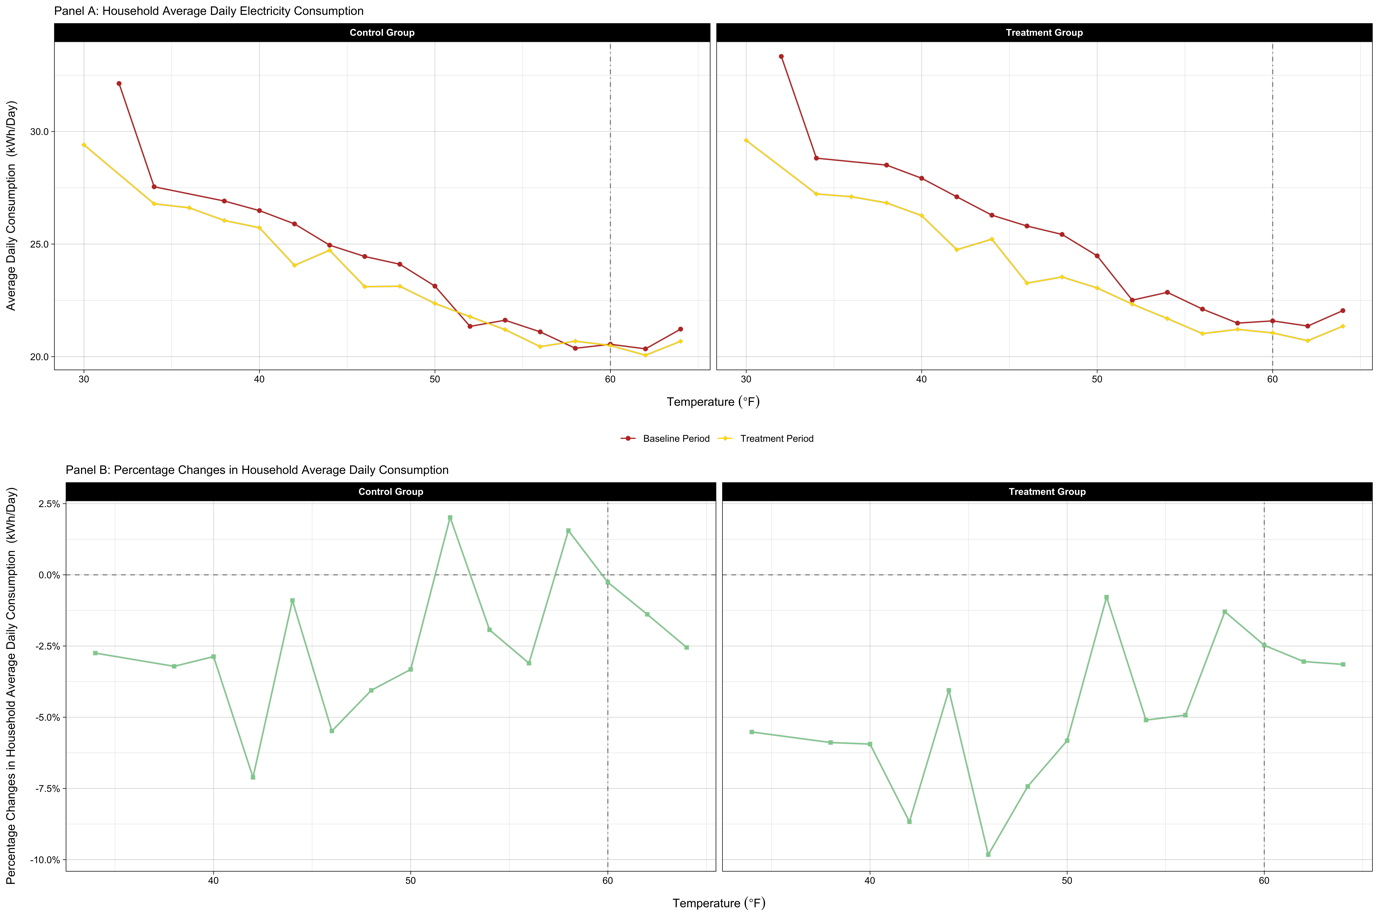 Panel A: Household Average Daily Electricity Consumption
Control Group
Treatment Group
Average Daily Consumption (kWh/Day)
30.0
25.0
20.0
30
40
50
60
30
40
50
60
Temperature (°F)
Baseline Period
Treatment Period
Panel B: Percentage Changes in Household Average Daily Consumption
Control Group
Treatment Group
Percentage Changes in Household Average Daily Consumption (kWh/Day)
2.5%
0.0%
-2.5%
-5.0%
-7.5%
-10.0%
40
50
60
40
50
60
Temperature (°F)